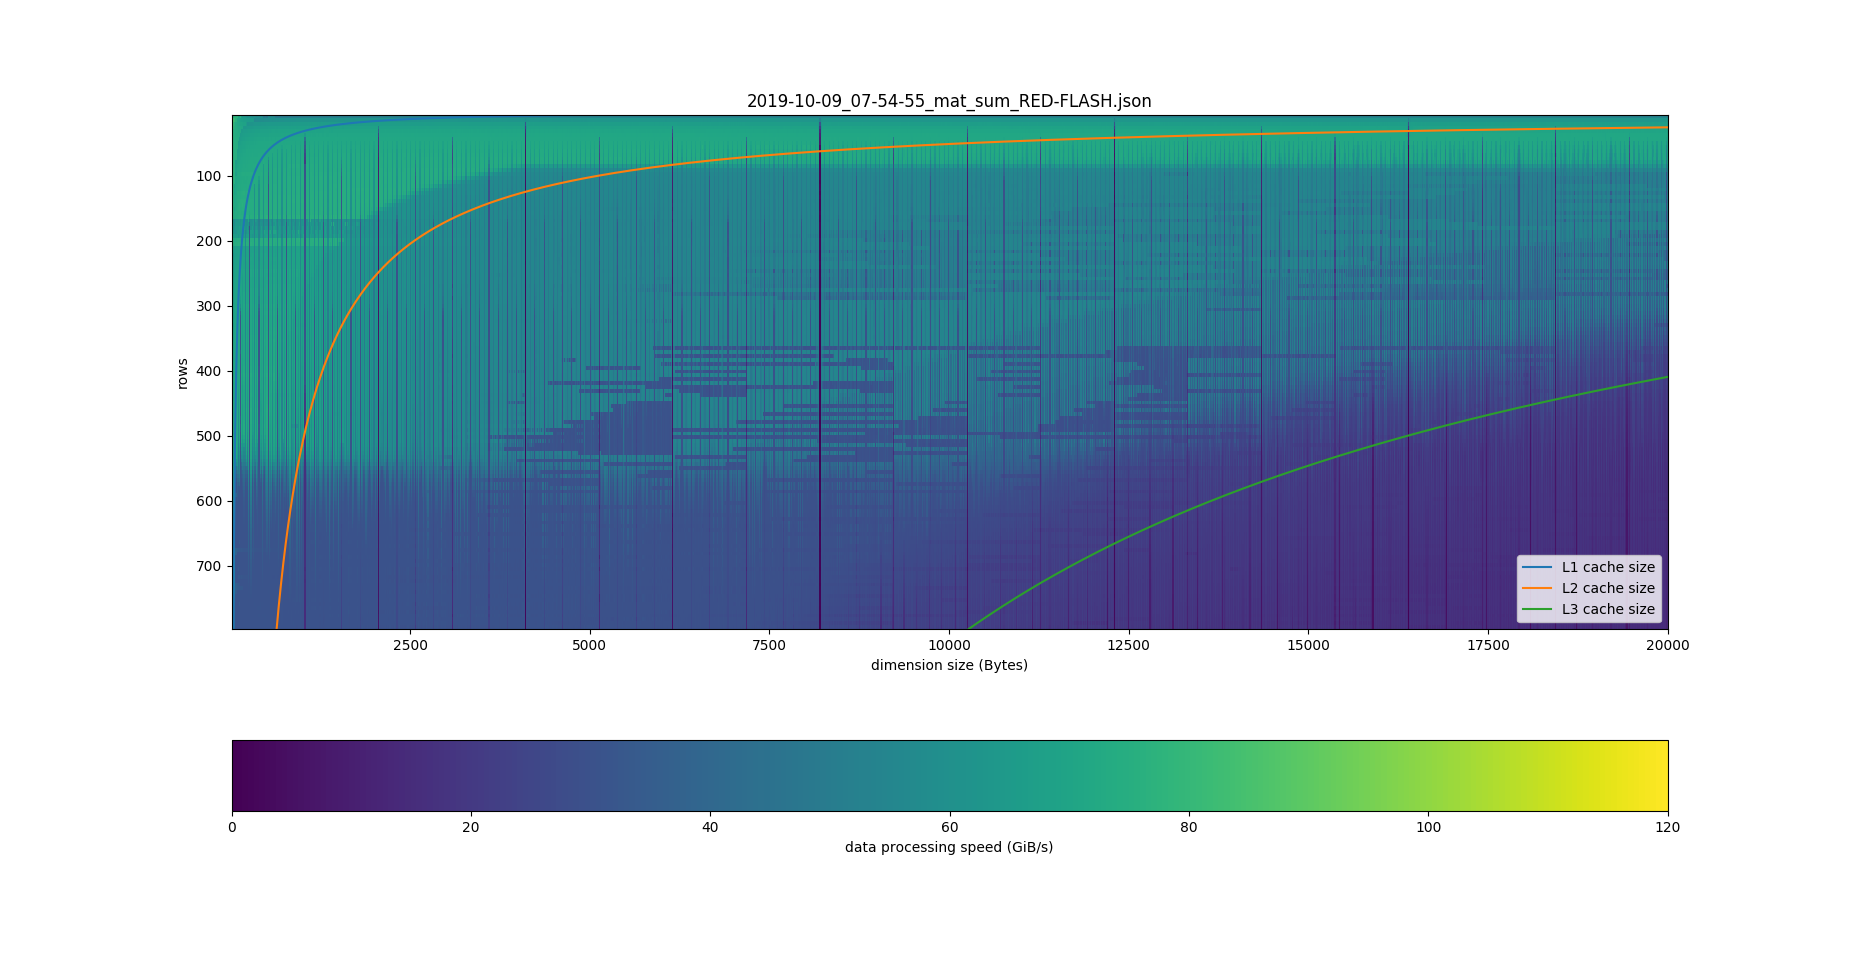 2019-10-09_07-54-55_mat_sum_RED-FLASH.json
rows
100
200
300
400
500
600
700
L1 cache size
L2 cache size
L3 cache size
2500 5000 7500 10000 12500 15000 17500 20000
dimension size (Bytes)
0 20 40 60 80 100 120
data processing speed (GiB/s)